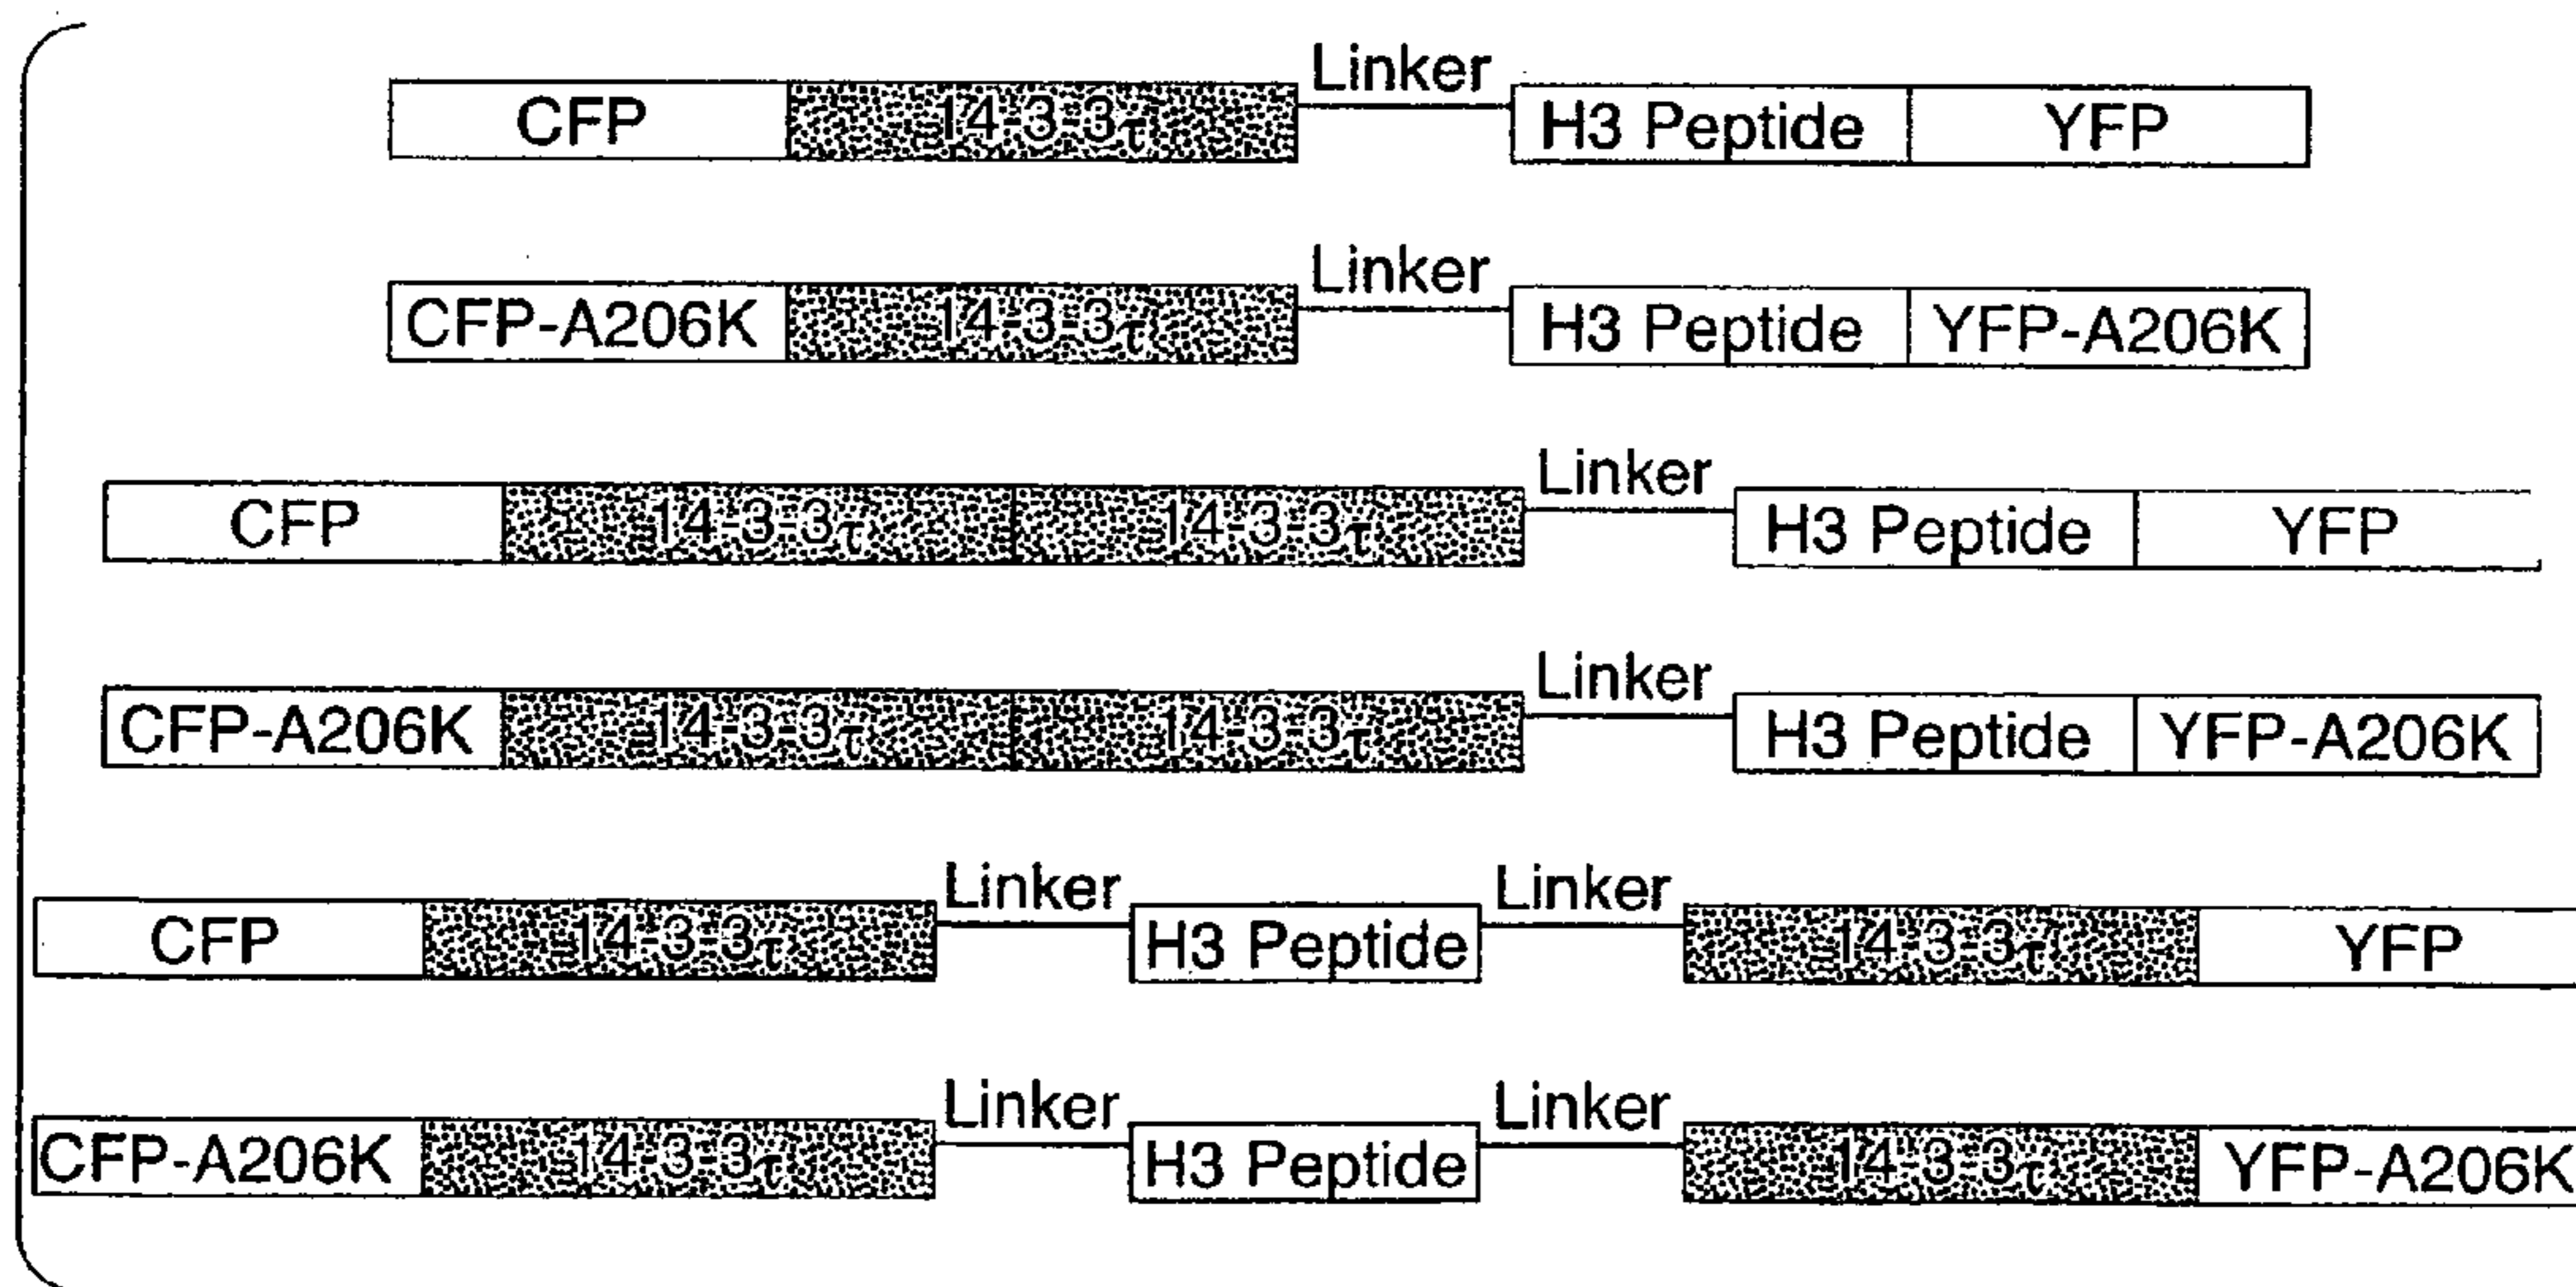 Linker
CFP 14-3-3τ H3 Peptide YFP
Linker
CFP-A206K 14-3-3τ H3 Peptide YFP-A206K
Linker
CFP 14-3-3τ 14-3-3τ H3 Peptide YFP
Linker
CFP-A206K 14-3-3τ 14-3-3τ H3 Peptide YFP-A206K
Linker Linker
CFP 14-3-3τ H3 Peptide 14-3-3τ YFP
Linker Linker
CFP-A206K 14-3-3τ H3 Peptide 14-3-3τ YFP-A206K